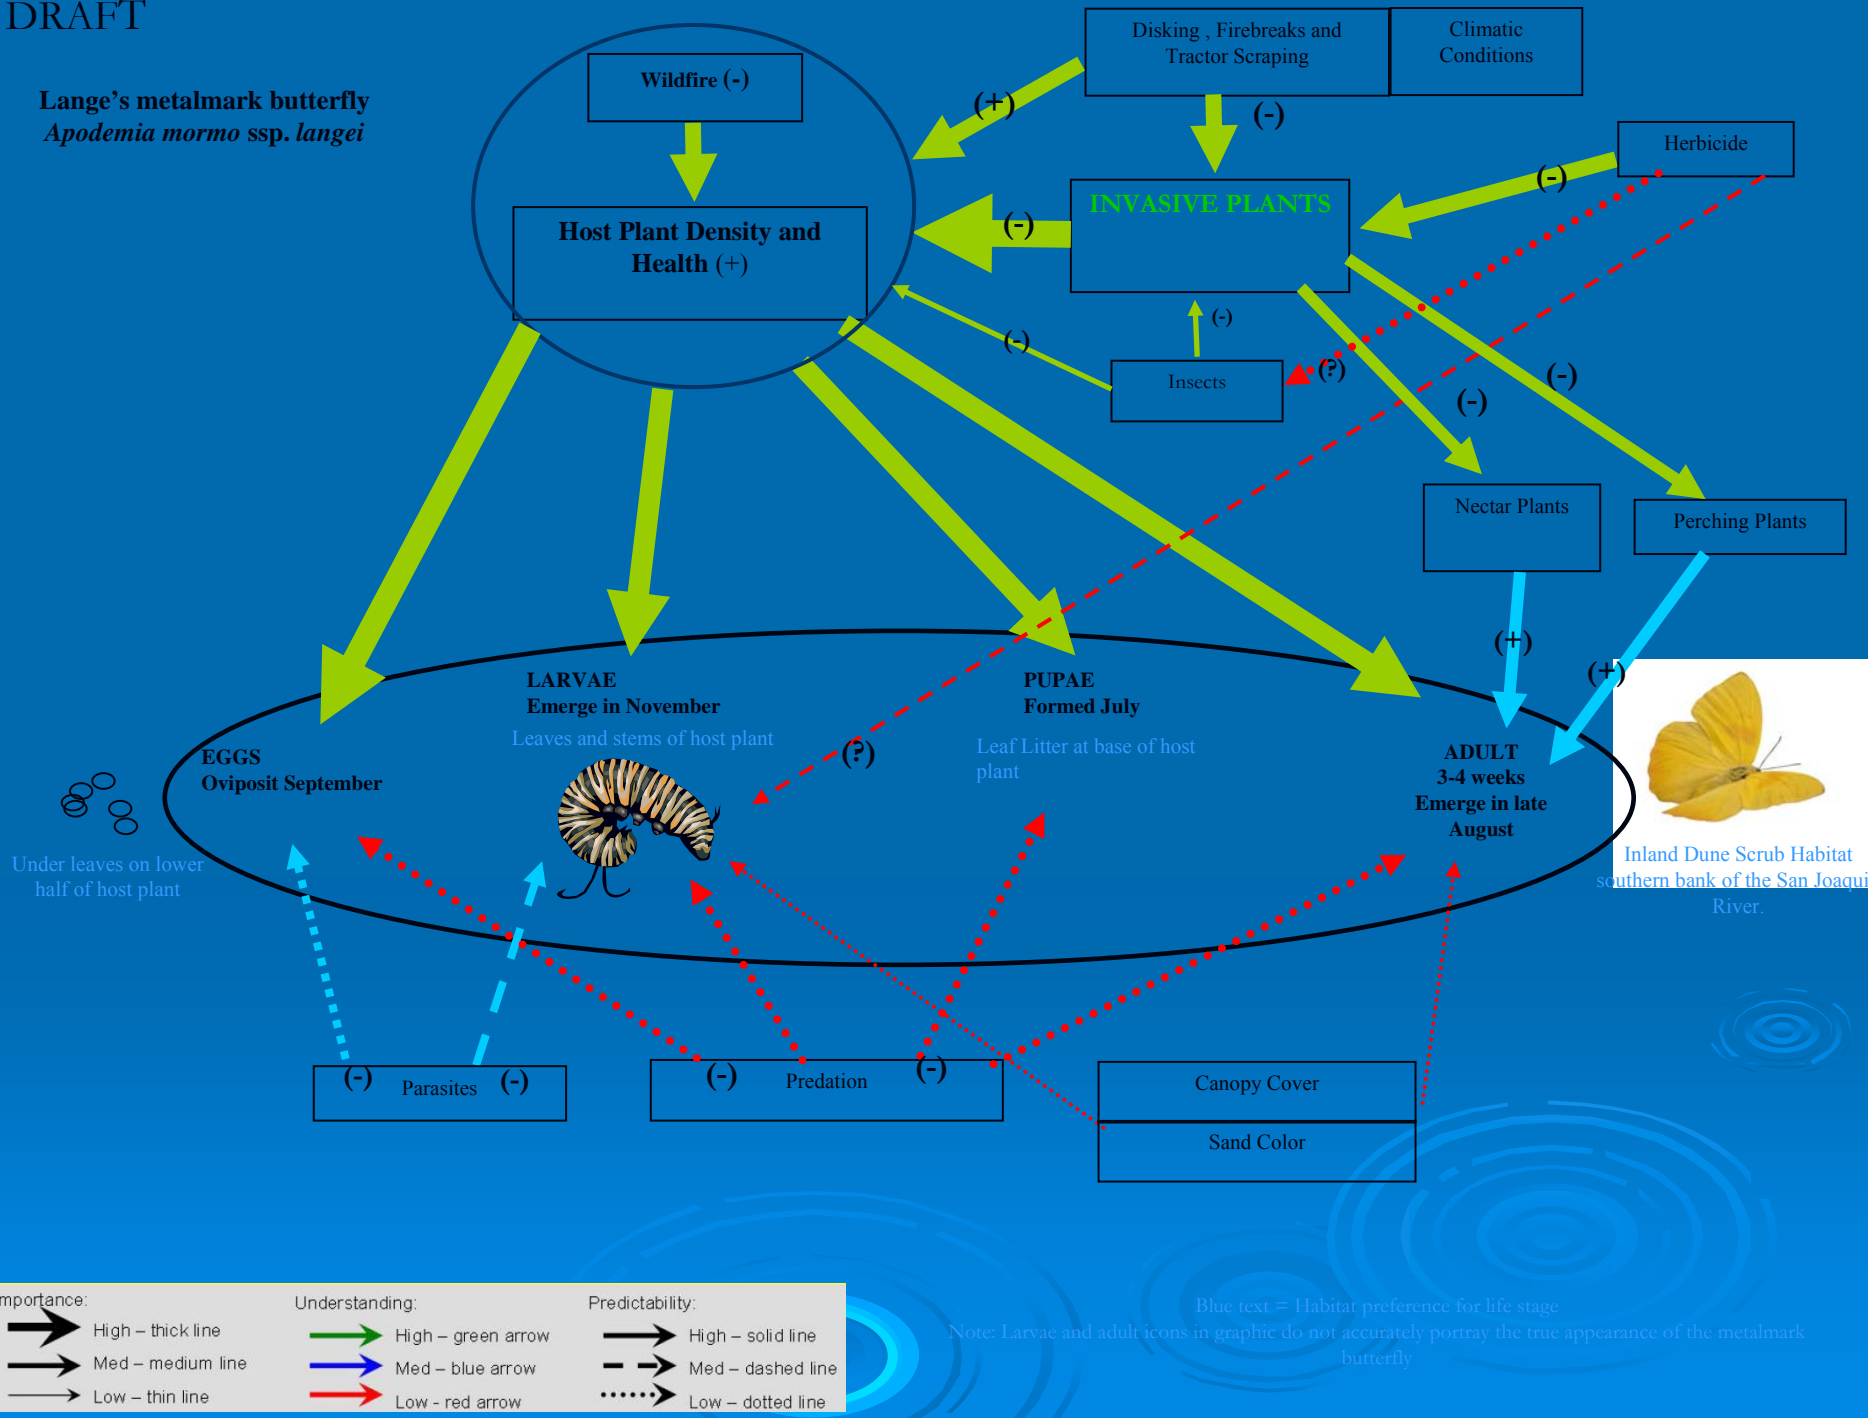 DRAFT
Lange's metalmark butterfly
Apodemia mormo ssp. langei
Wildfire (-)
Host Plant Density and
Health (+)
Disking , Firebreaks and
Tractor Scraping
Climatic
Conditions
(+)
(-)
Herbicide
INVASIVE PLANTS
(-)
(-)
(-)
(-)
Insects
(?)
(-)
(-)
Nectar Plants
Perching Plants
(+)
(+)
EGGS
Oviposit September
Under leaves on lower
half of host plant
LARVAE
Emerge in November
Leaves and stems of host plant
(?)
PUPAE
Formed July
Leaf Litter at base of host
plant
ADULT
3-4 weeks
Emerge in late
August
Inland Dune Scrub Habitat
southern bank of the San Joaqui
River.
(-)
Parasites
(-)
(-)
Predation
(-)
Canopy Cover
Sand Color
mportance:
High – thick line
Med – medium line
Low – thin line
Understanding:
High – green arrow
Med – blue arrow
Low - red arrow
Predictability:
High – solid line
Med – dashed line
Low – dotted line
Blue text = Habitat preference for life stage
Note: Larvae and adult icons in graphic do not accurately portray the true appearance of the metalmark
butterfly